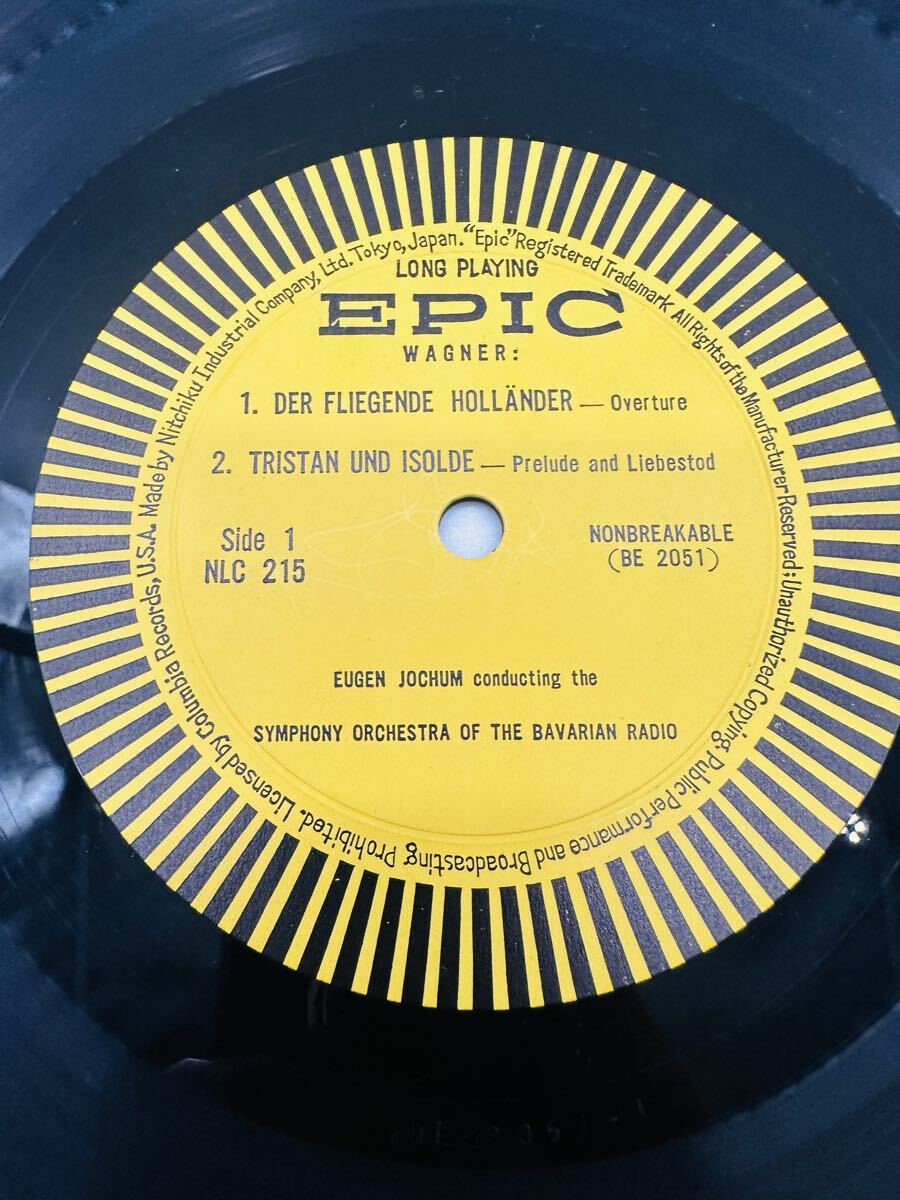 LONG PLAYING
EPIC
WAGNER:
1. DER FLIEGENDE HOLLÄNDER — Overture
2. TRISTAN UND ISOLDE — Prelude and Liebestod
Side 1
NLC 215
NONBREAKABLE
(BE 2051)
EUGEN JOCHUM conducting the
SYMPHONY ORCHESTRA OF THE BAVARIAN RADIO
Licensed by Columbia Records, U.S.A. Made by Nitchiku Industrial Company, Ltd. Tokyo, Japan. "Epic" Registered Trademark. All Rights of the Manufacturer Reserved: Unauthorized Copying. Public Performance and Broadcasting Prohibited.